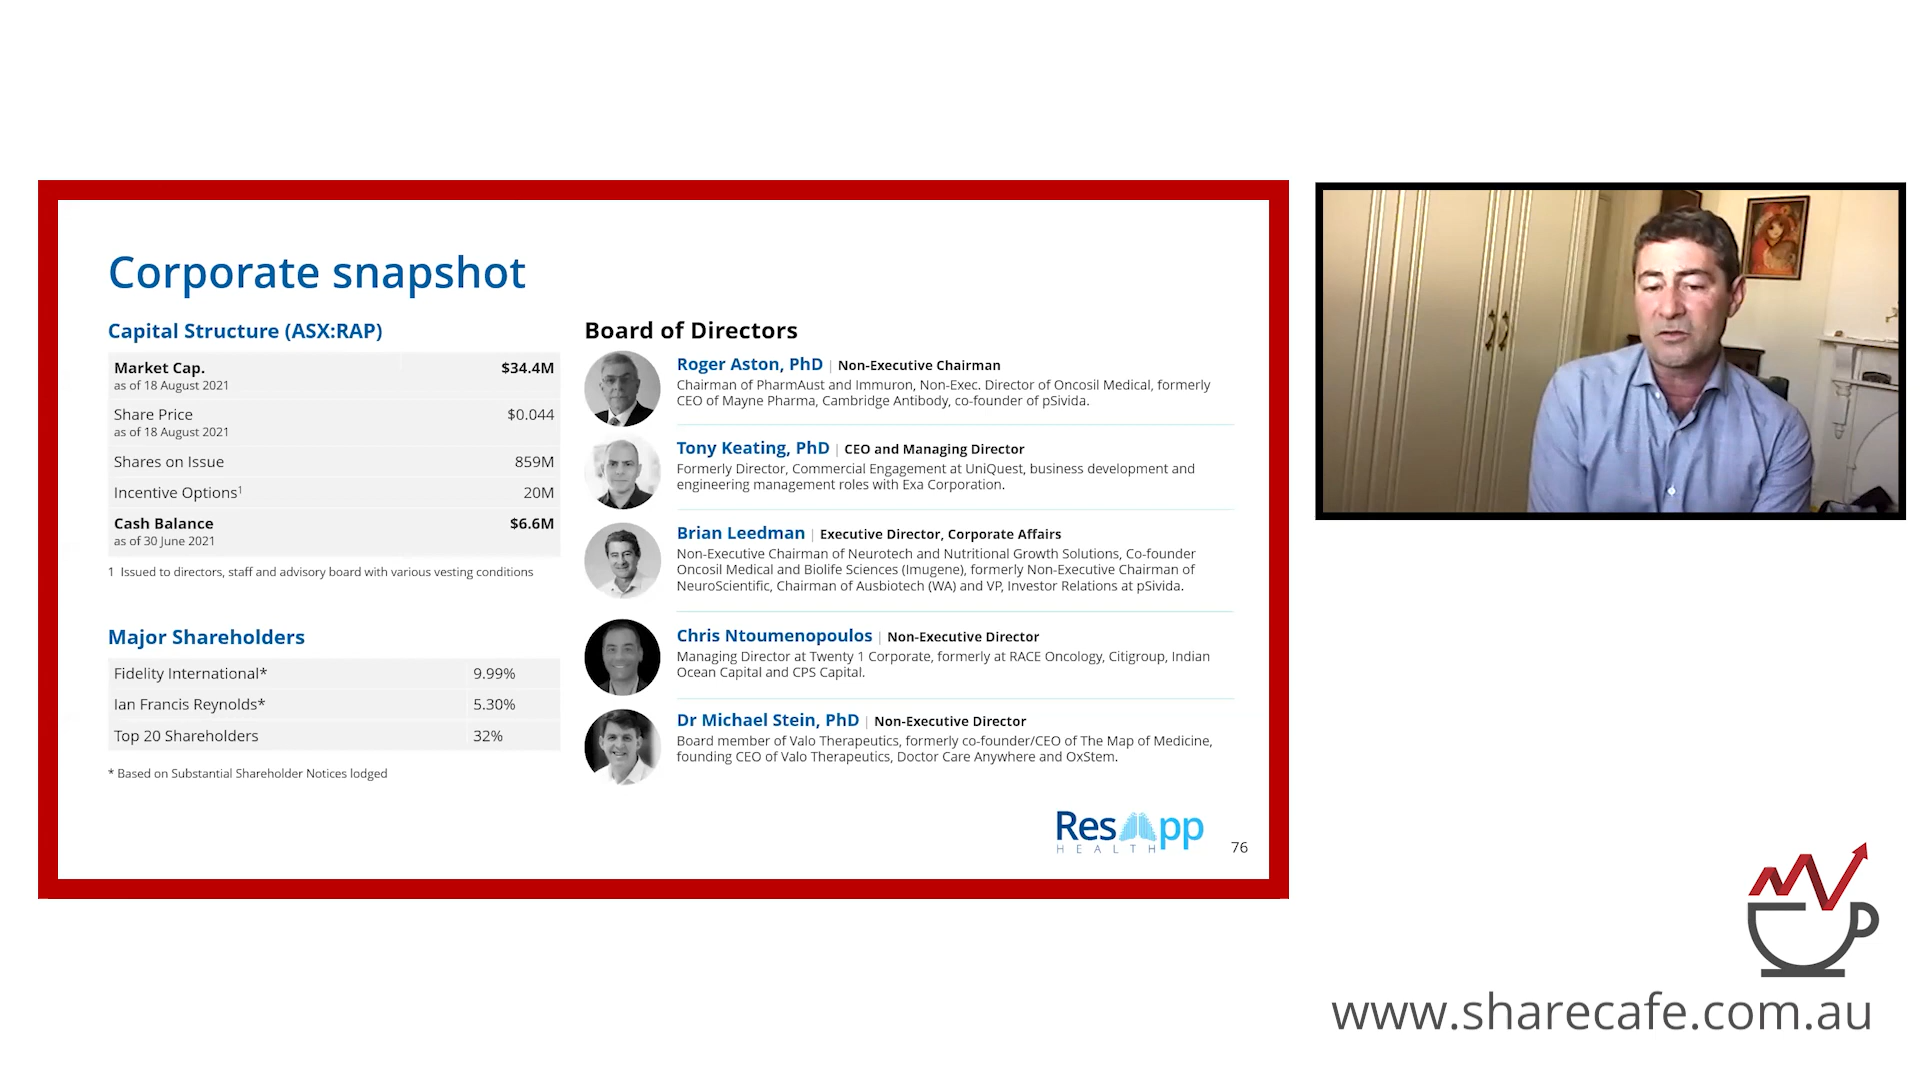 Corporate snapshot
Capital Structure (ASX:RAP)
Market Cap. $34.4M
as of 18 August 2021
Share Price $0.044
as of 18 August 2021
Shares on Issue 859M
Incentive Options1 20M
Cash Balance $6.6M
as of 30 June 2021
1 Issued to directors, staff and advisory board with various vesting conditions
Major Shareholders
Fidelity International* 9.99%
Ian Francis Reynolds* 5.30%
Top 20 Shareholders 32%
* Based on Substantial Shareholder Notices lodged
Board of Directors
Roger Aston, PhD | Non-Executive Chairman
Chairman of PharmAust and Immuron, Non-Exec. Director of Oncosil Medical, formerly
CEO of Mayne Pharma, Cambridge Antibody, co-founder of pSivida.
Tony Keating, PhD | CEO and Managing Director
Formerly Director, Commercial Engagement at UniQuest, business development and
engineering management roles with Exa Corporation.
Brian Leedman | Executive Director, Corporate Affairs
Non-Executive Chairman of Neurotech and Nutritional Growth Solutions, Co-founder
Oncosil Medical and Biolife Sciences (Imugene), formerly Non-Executive Chairman of
NeuroScientific, Chairman of Ausbiotech (WA) and VP, Investor Relations at pSivida.
Chris Ntoumenopoulos | Non-Executive Director
Managing Director at Twenty 1 Corporate, formerly at RACE Oncology, Citigroup, Indian
Ocean Capital and CPS Capital.
Dr Michael Stein, PhD | Non-Executive Director
Board member of Valo Therapeutics, formerly co-founder/CEO of The Map of Medicine,
founding CEO of Valo Therapeutics, Doctor Care Anywhere and OxStem.
ResApp
HEALTH
76
www.sharecafe.com.au